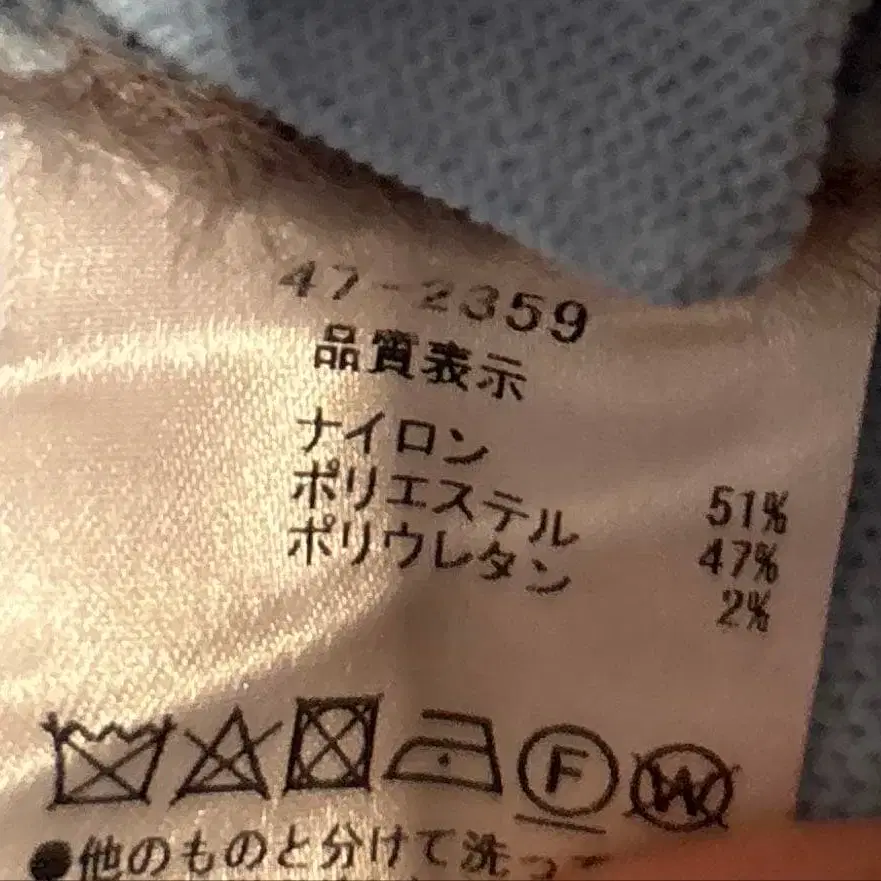 47-2359
品質表示
ナイロン 51%
ポリエステル 47%
ポリウレタン 2%
F W
●他のものと分けて洗っ